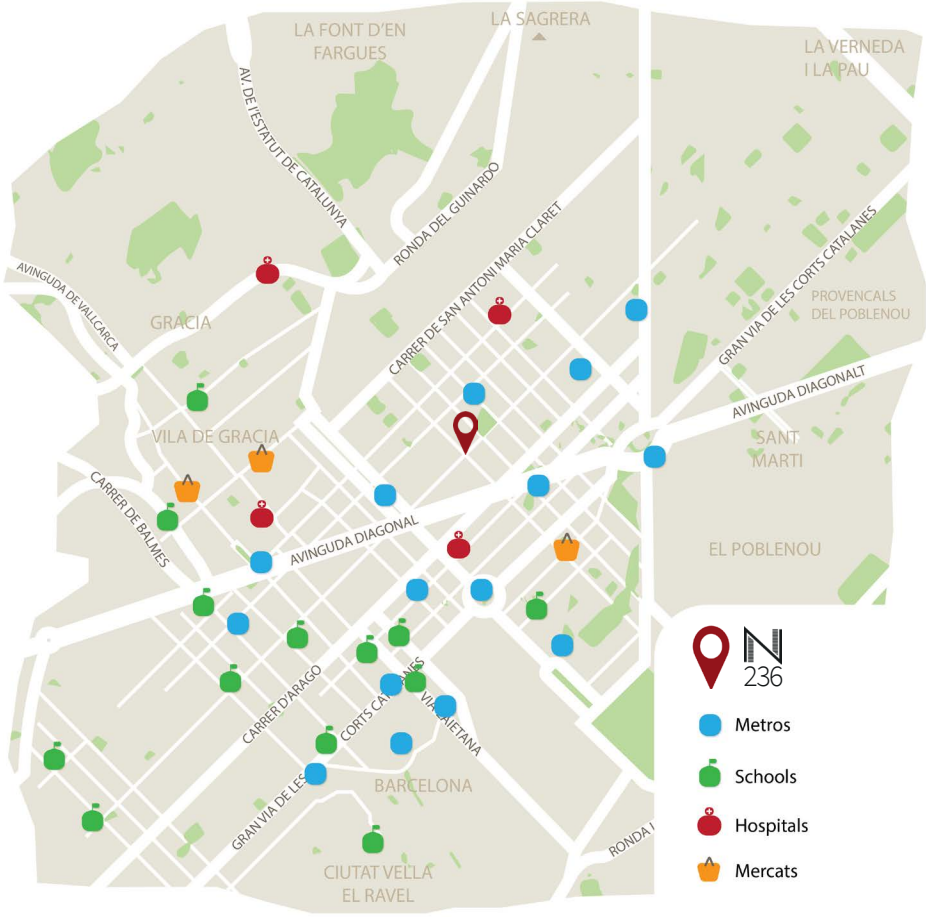 LA FONT D'EN
FARGUES
LA SAGRERA
LA VERNEDA
I LA PAU
AV. DE l'ESTATUT DE CATALUNYA
RONDA DEL GUINARDO
CARRER DE SAN ANTONI MARIA CLARET
GRAN VIA DE LES CORTS CATALANES
AVINGUDA DE VALLCARCA
GRACIA
PROVENCALS
DEL POBLENOU
AVINGUDA DIAGONALT
VILA DE GRACIA
SANT
MARTI
CARRER DE BALMES
AVINGUDA DIAGONAL
EL POBLENOU
CARRER D'ARAGO
GRAN VIA DE LES CORTS CATALANES
VIA LAIETANA
BARCELONA
CIUTAT VELLA
EL RAVEL
RONDA
N
236
Metros
Schools
Hospitals
Mercats